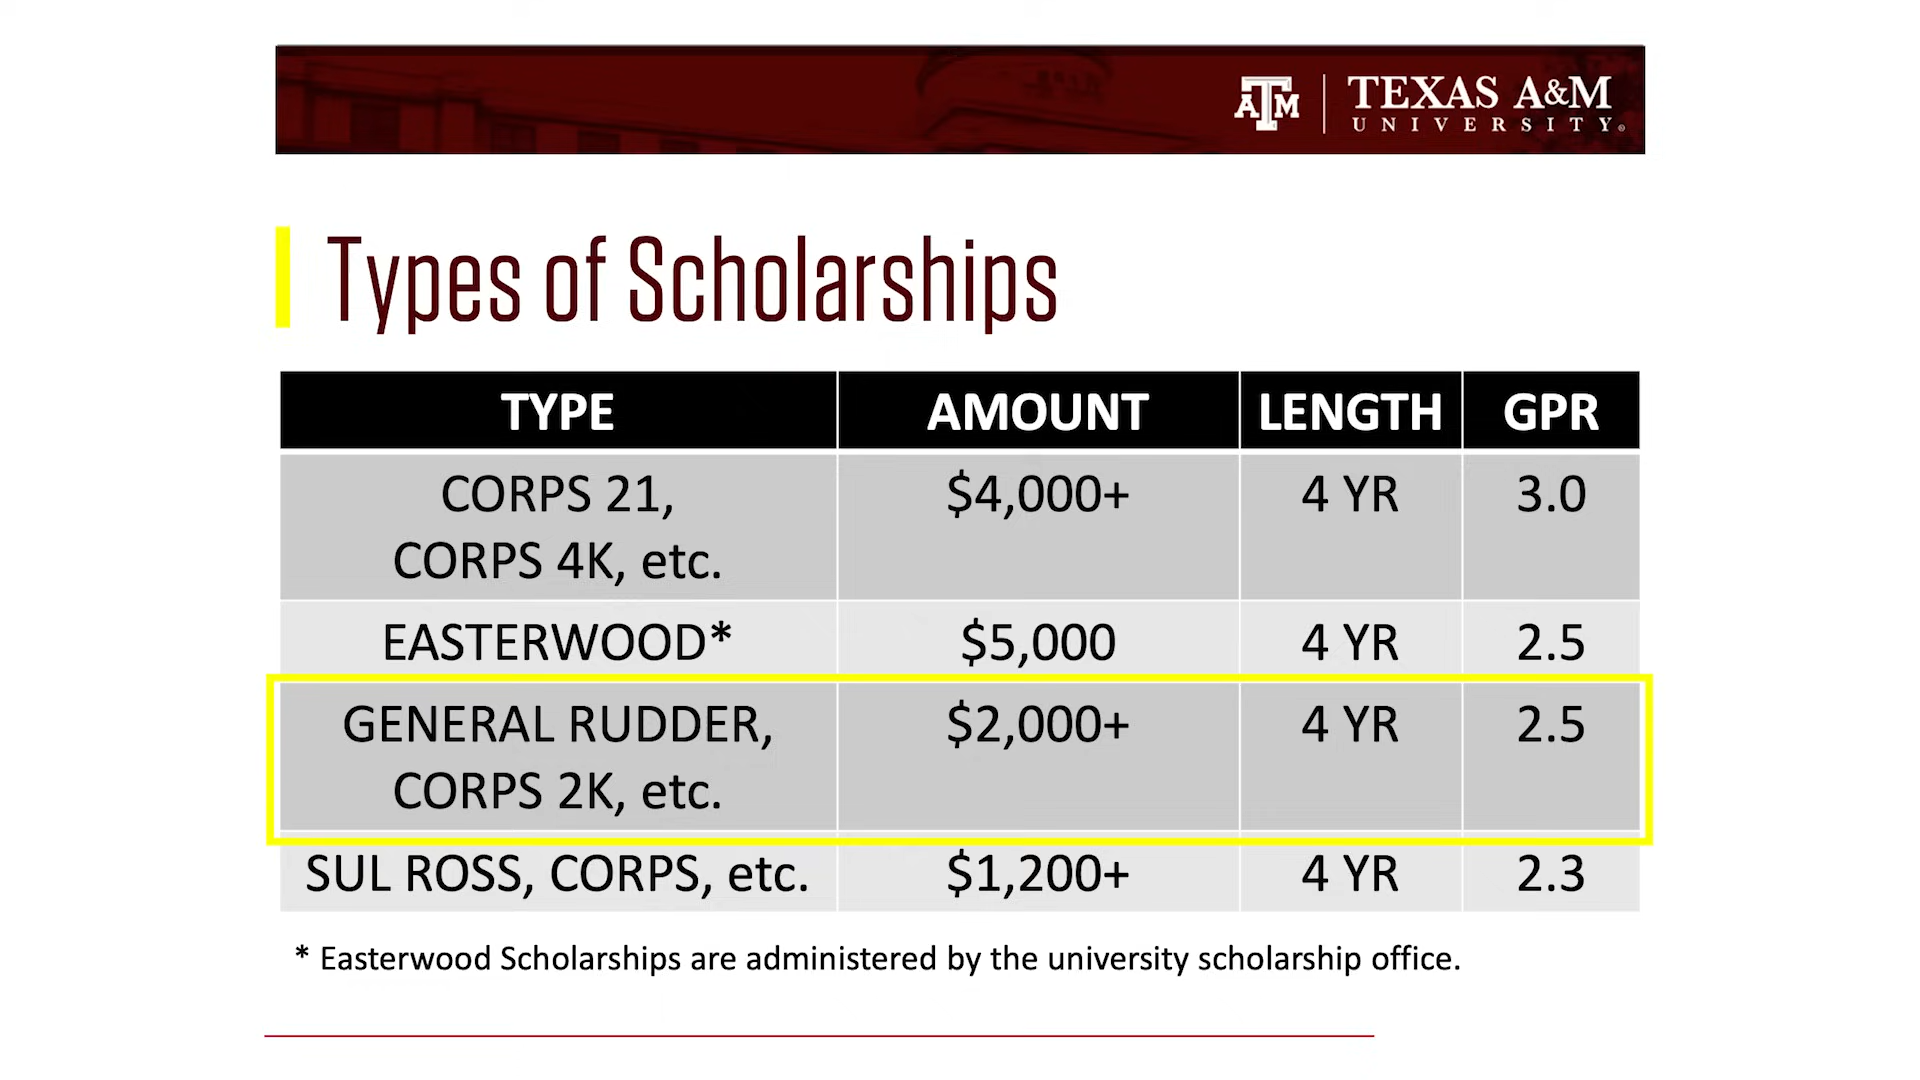 ATM
TEXAS A&M
UNIVERSITY®
Types of Scholarships
TYPE AMOUNT LENGTH GPR
CORPS 21, $4,000+ 4 YR 3.0
CORPS 4K, etc.
EASTERWOOD* $5,000 4 YR 2.5
GENERAL RUDDER, $2,000+ 4 YR 2.5
CORPS 2K, etc.
SUL ROSS, CORPS, etc. $1,200+ 4 YR 2.3
* Easterwood Scholarships are administered by the university scholarship office.